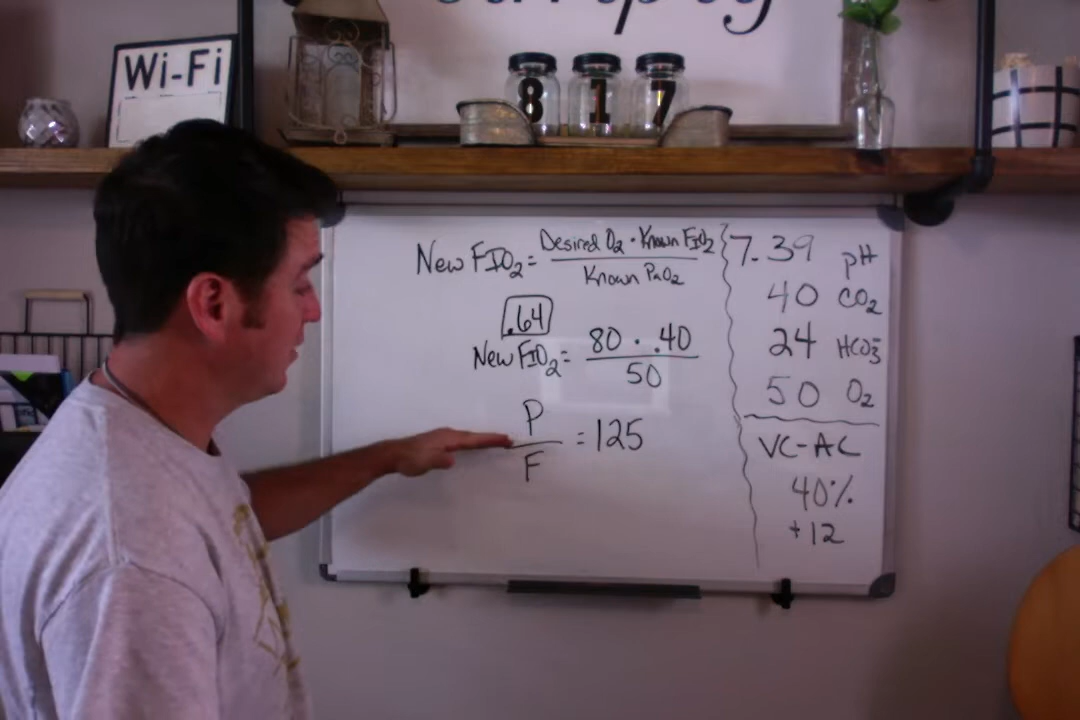 Wi-Fi
8 1 7
New FIO2 = Desired O2 · Known FIO2 / Known PaO2
.64
New FIO2 = 80 · .40 / 50
P / F = 125
7.39 pH
40 CO2
24 HCO3-
50 O2
VC-AC
40%
+12